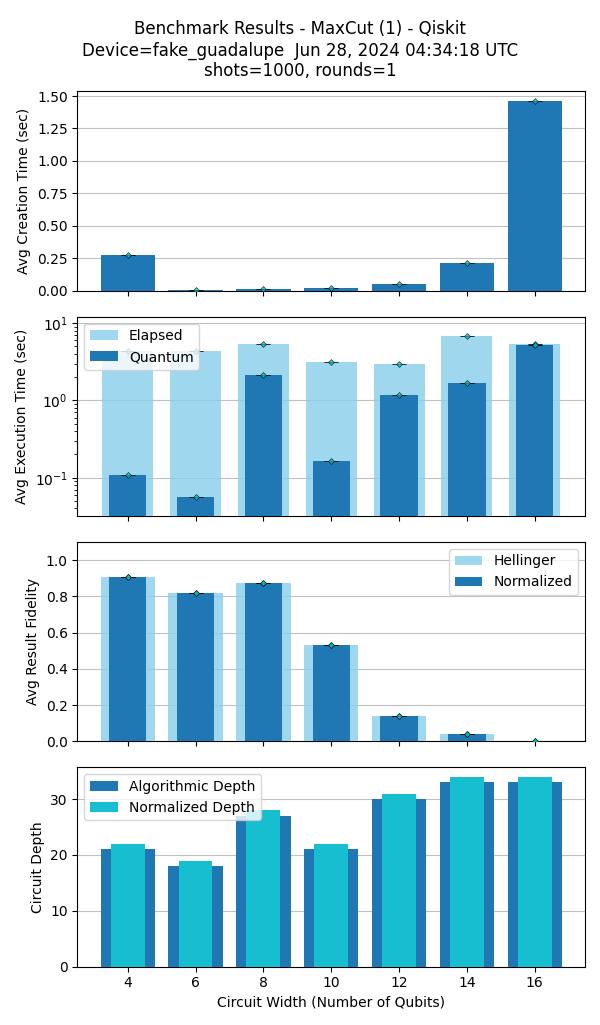 Benchmark Results - MaxCut (1) - Qiskit
Device=fake_guadalupe  Jun 28, 2024 04:34:18 UTC
shots=1000, rounds=1
Avg Creation Time (sec)
1.50
1.25
1.00
0.75
0.50
0.25
0.00
Avg Execution Time (sec)
10¹
10⁰
10⁻¹
Elapsed
Quantum
Avg Result Fidelity
1.0
0.8
0.6
0.4
0.2
0.0
Hellinger
Normalized
Circuit Depth
30
20
10
0
Algorithmic Depth
Normalized Depth
4 6 8 10 12 14 16
Circuit Width (Number of Qubits)